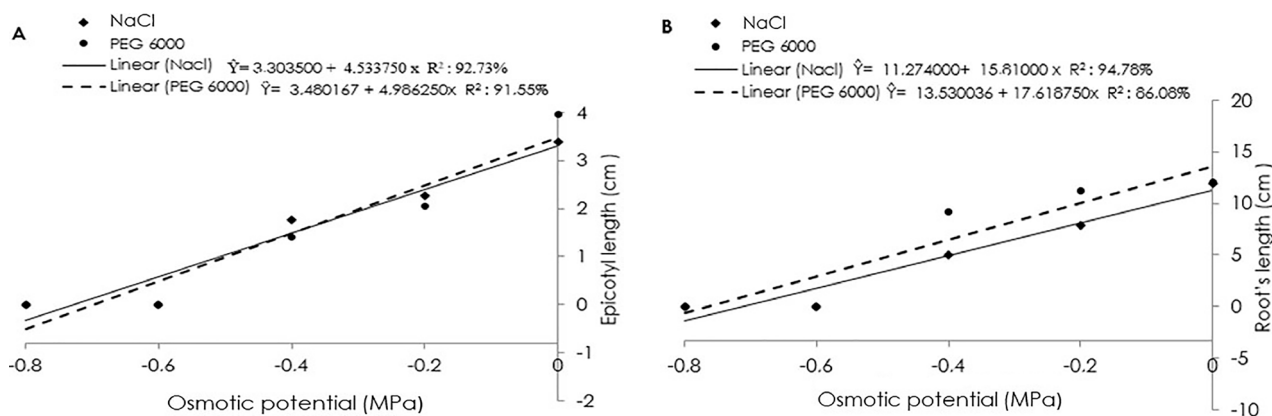 A
NaCl
PEG 6000
Linear (Nacl) Ŷ= 3.303500 + 4.533750 x R²: 92.73%
Linear (PEG 6000) Ŷ= 3.480167 + 4.986250x R²: 91.55%
4
3
2
1
0
-1
-2
Epicotyl length (cm)
-0.8 -0.6 -0.4 -0.2 0
Osmotic potential (MPa)
B
NaCl
PEG 6000
Linear (Nacl) Ŷ= 11.274000+ 15.81000 x R²: 94.78%
Linear (PEG 6000) Ŷ= 13.530036 + 17.618750x R²: 86.08%
20
15
10
5
0
-5
-10
Root's length (cm)
-0.8 -0.6 -0.4 -0.2 0
Osmotic potential (MPa)